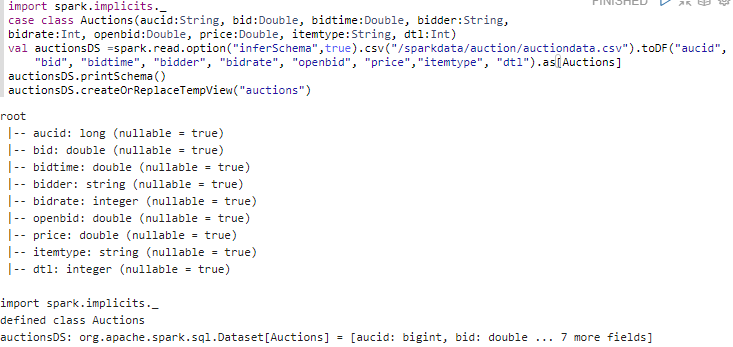 FINISHED
import spark.implicits._
case class Auctions(aucid:String, bid:Double, bidtime:Double, bidder:String,
bidrate:Int, openbid:Double, price:Double, itemtype:String, dtl:Int)
val auctionsDS =spark.read.option("inferSchema",true).csv("/sparkdata/auction/auctiondata.csv").toDF("aucid",
"bid", "bidtime", "bidder", "bidrate", "openbid", "price","itemtype", "dtl").as[Auctions]
auctionsDS.printSchema()
auctionsDS.createOrReplaceTempView("auctions")
root
|-- aucid: long (nullable = true)
|-- bid: double (nullable = true)
|-- bidtime: double (nullable = true)
|-- bidder: string (nullable = true)
|-- bidrate: integer (nullable = true)
|-- openbid: double (nullable = true)
|-- price: double (nullable = true)
|-- itemtype: string (nullable = true)
|-- dtl: integer (nullable = true)
import spark.implicits._
defined class Auctions
auctionsDS: org.apache.spark.sql.Dataset[Auctions] = [aucid: bigint, bid: double ... 7 more fields]